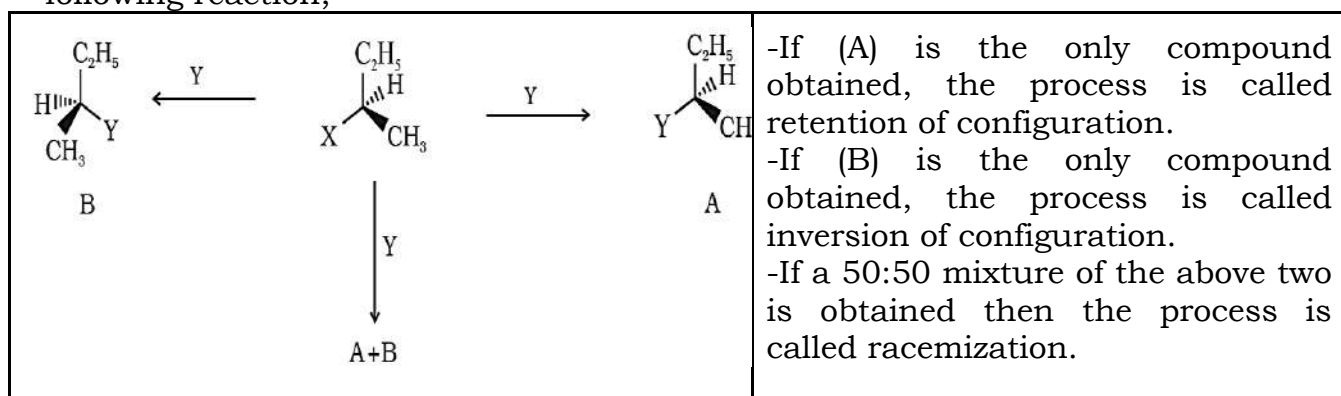 following reaction,
C₂H₅
H
Y
CH₃
B
Y
C₂H₅
H
X
CH₃
Y
C₂H₅
H
Y
CH
A
Y
A+B
-If (A) is the only compound
obtained, the process is called
retention of configuration.
-If (B) is the only compound
obtained, the process is called
inversion of configuration.
-If a 50:50 mixture of the above two
is obtained then the process is
called racemization.